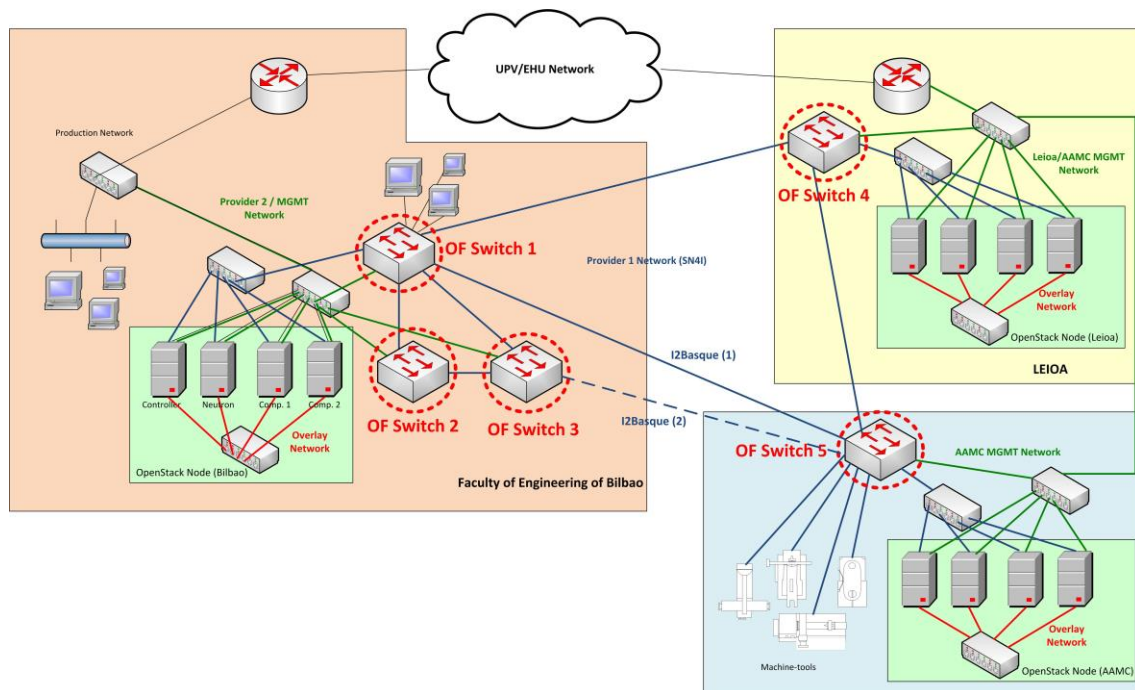 UPV/EHU Network
Production Network
Provider 2 / MGMT
Network
OF Switch 1
OF Switch 4
Leioa/AAMC MGMT
Network
Provider 1 Network (SN4I)
Overlay
Network
OpenStack Node (Leioa)
LEIOA
Controller
Neutron
Comp. 1
Comp. 2
OF Switch 2
OF Switch 3
I2Basque (1)
I2Basque (2)
Overlay
Network
OpenStack Node (Bilbao)
Faculty of Engineering of Bilbao
OF Switch 5
AAMC MGMT Network
Machine-tools
Overlay
Network
OpenStack Node (AAMC)